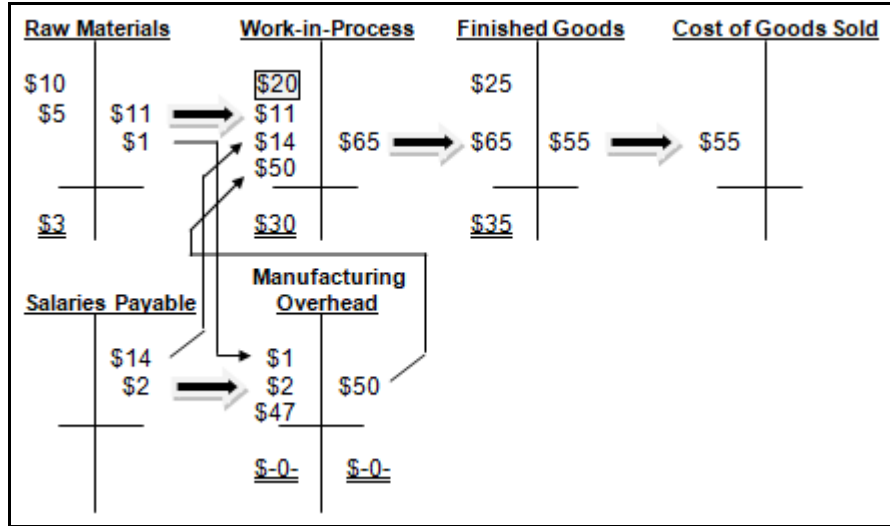 Raw Materials Work-in-Process Finished Goods Cost of Goods Sold
$10 $20 $25
$5 $11 $11
$1 $14 $65 $65 $55 $55
$50
$3 $30 $35
Manufacturing
Salaries Payable Overhead
$14 $1
$2 $2 $50
$47
$-0- $-0-